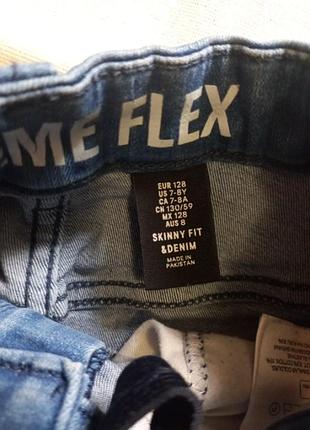 EME FLEX
EUR 128
US 7-8Y
CA 7-8A
CN 130/59
MX 128
AUS 8
SKINNY FIT
&DENIM
MADE IN
PAKISTAN